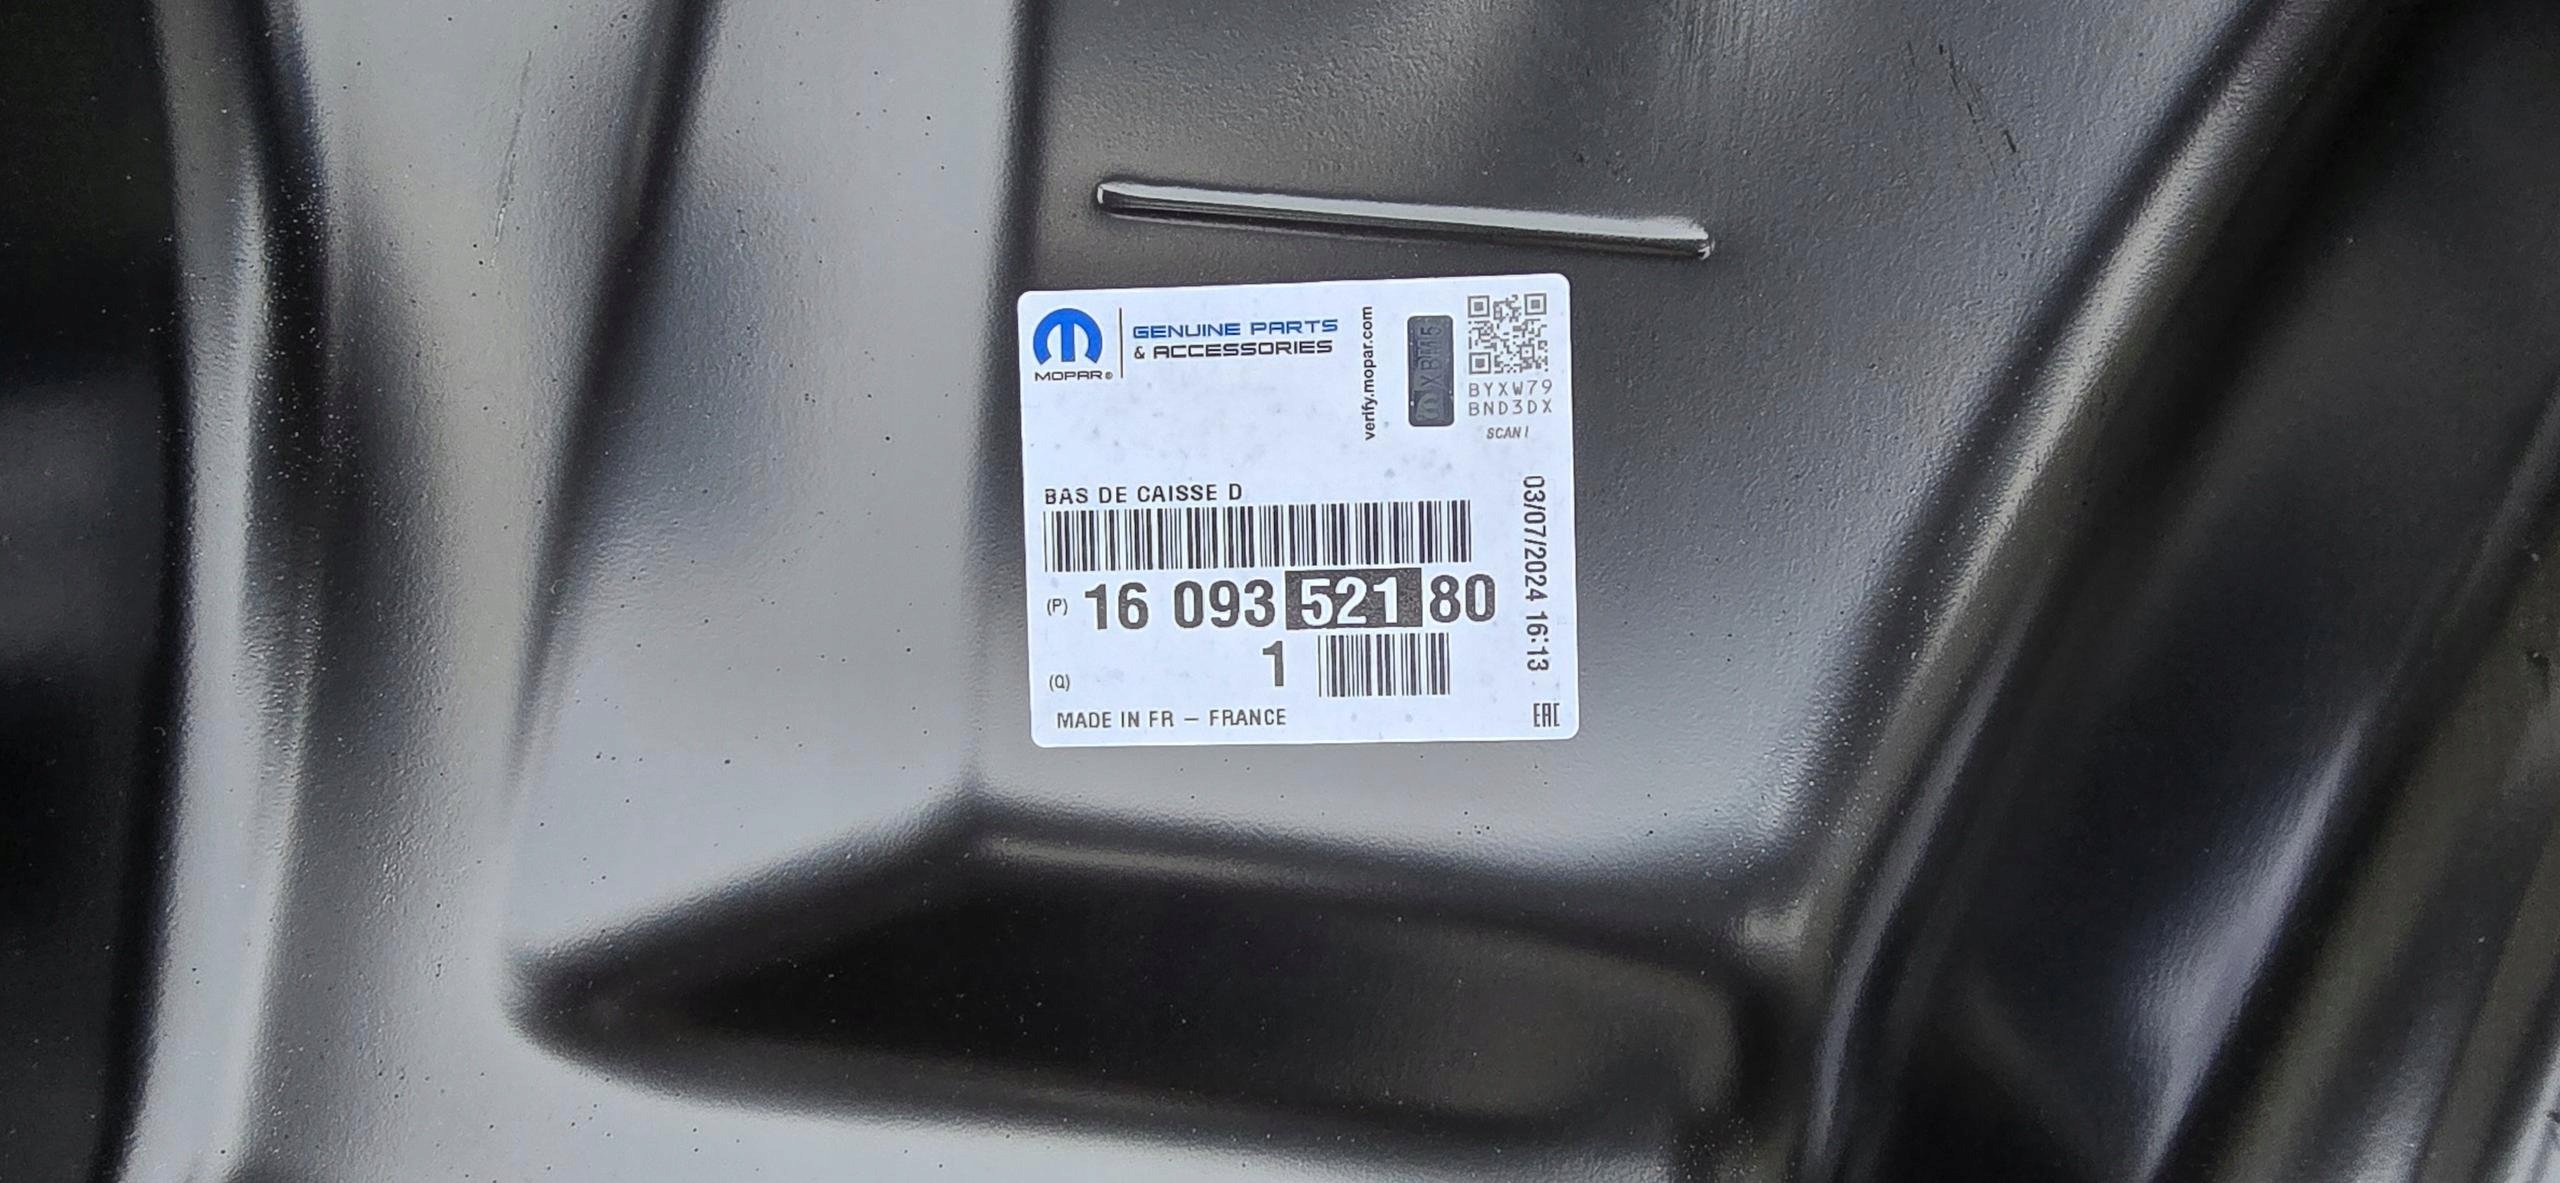 MOPAR®
GENUINE PARTS
& ACCESSORIES
verify.mopar.com
BYXW79
BND3DX
SCAN!
BAS DE CAISSE D
(P) 16 093 521 80
(Q) 1
03/07/2024 16:13
MADE IN FR – FRANCE
EAC